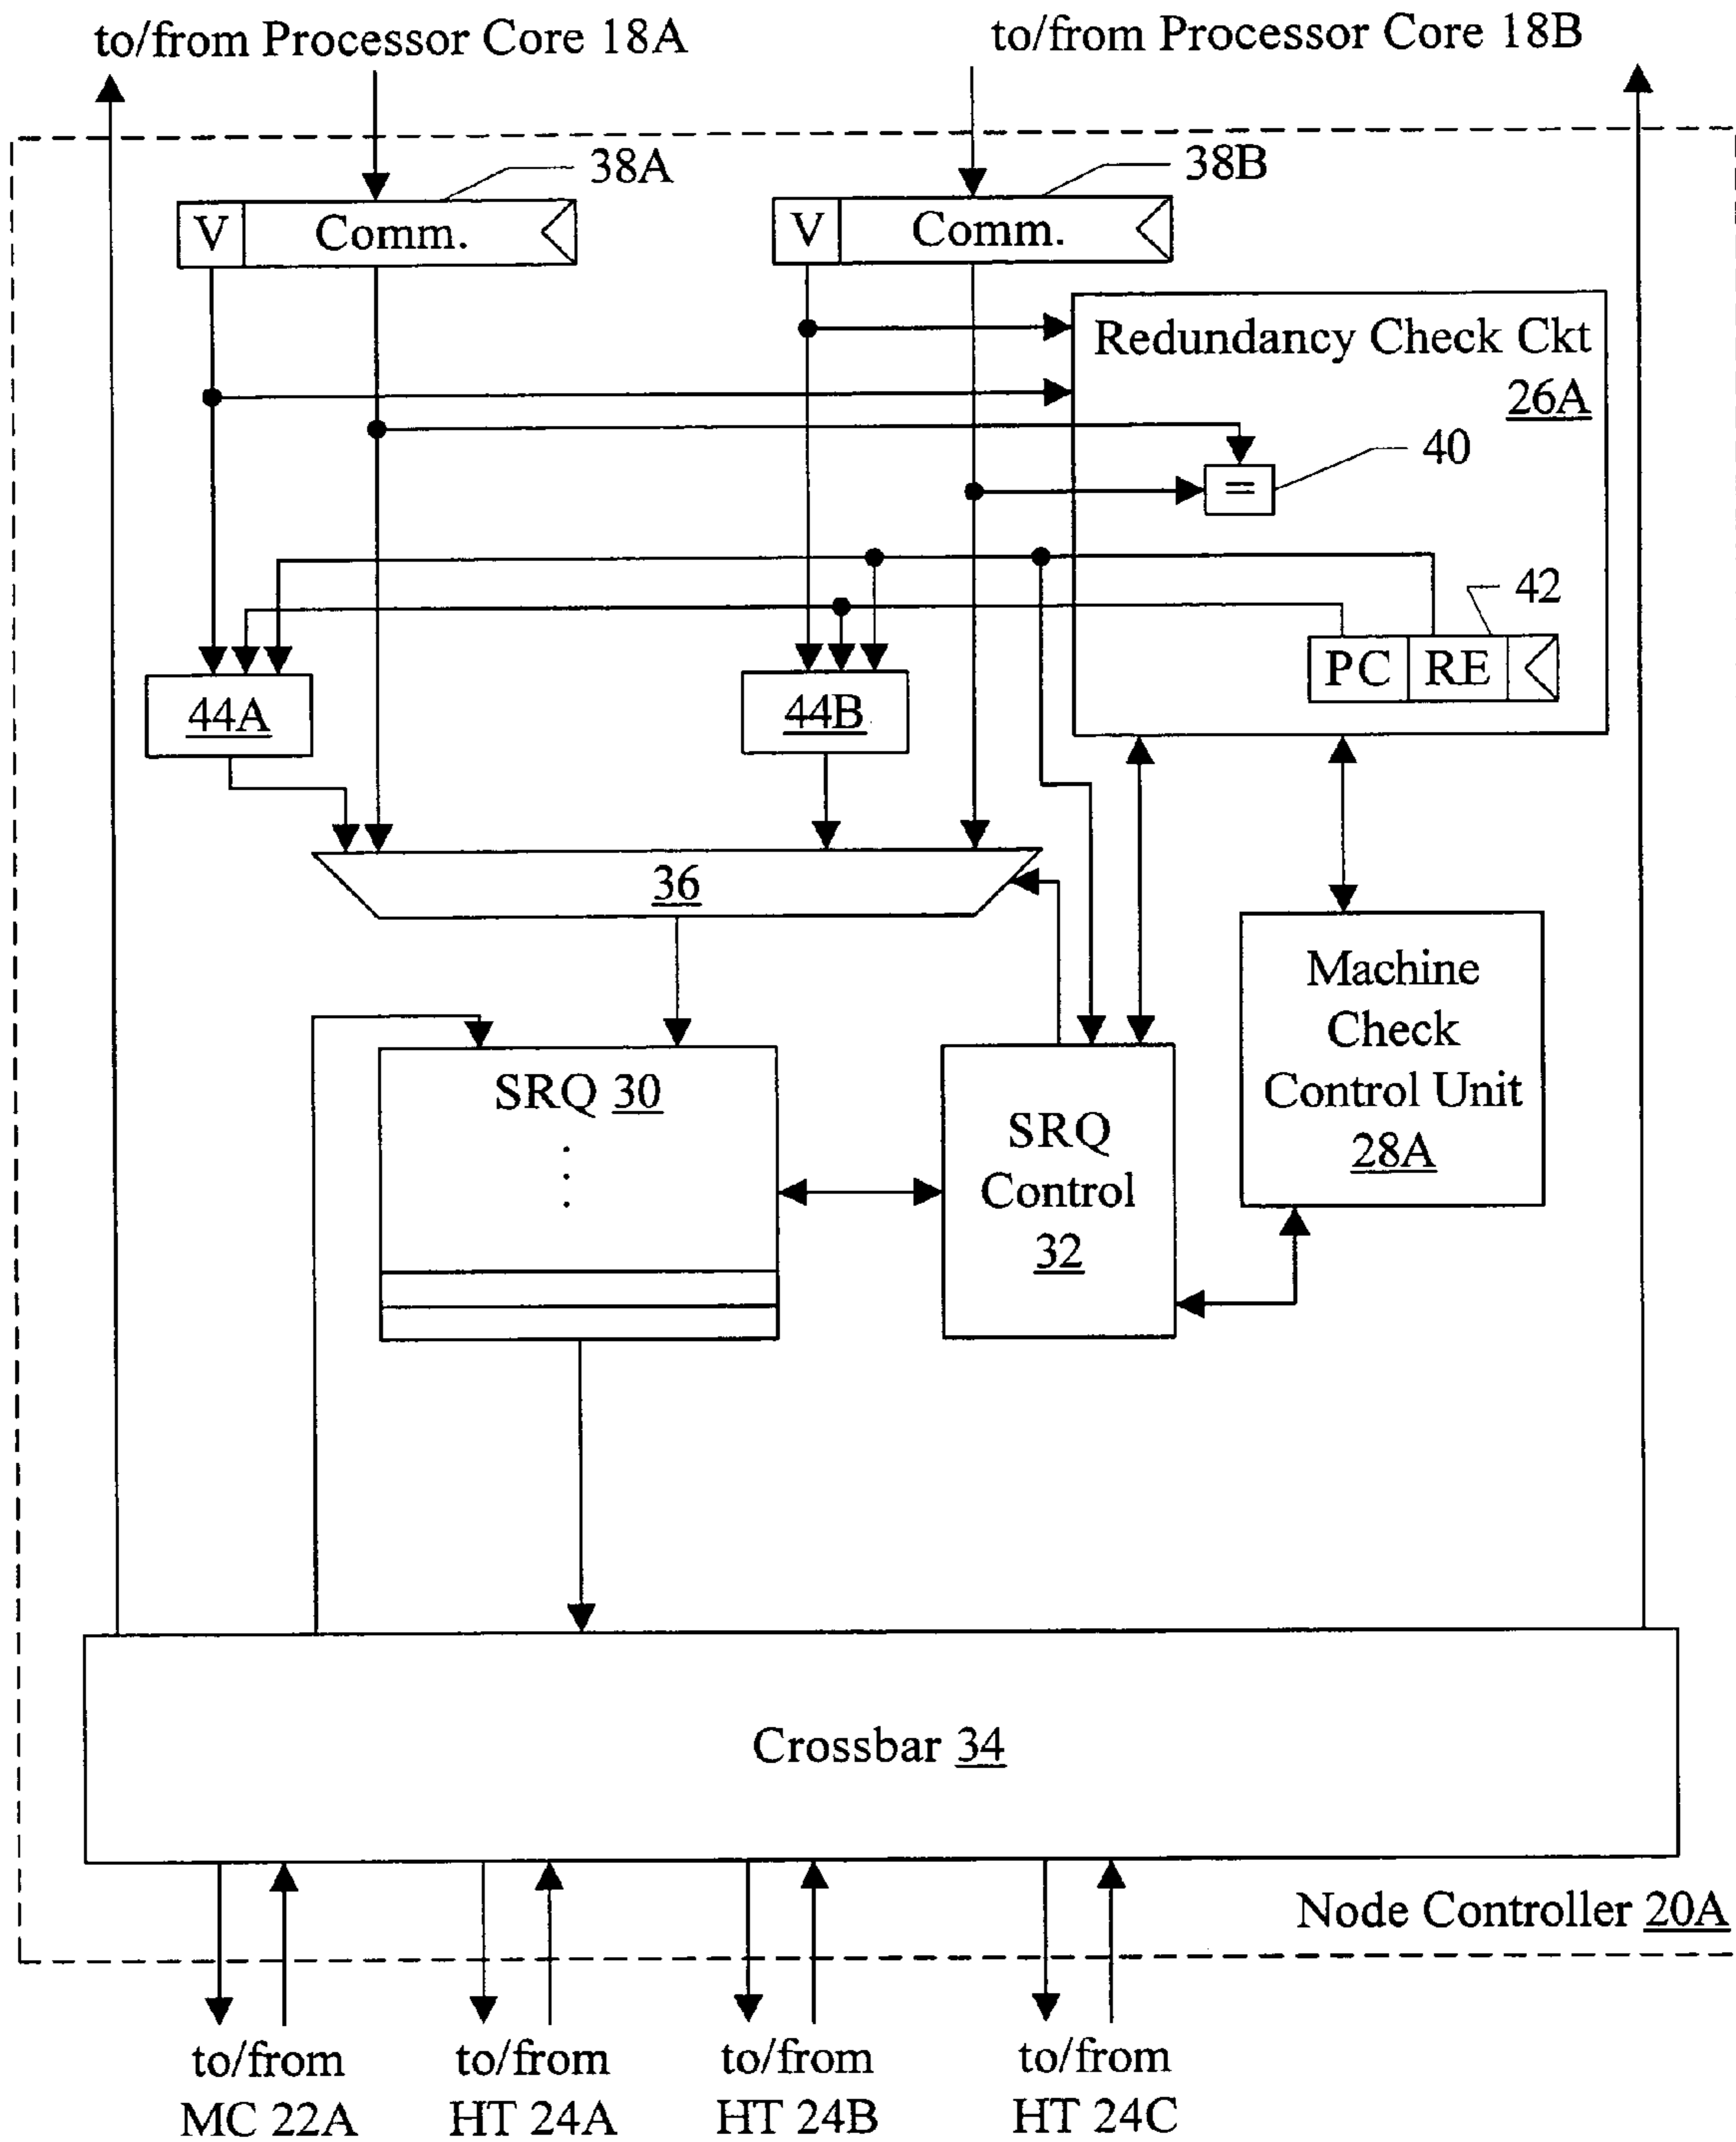 to/from Processor Core 18A
to/from Processor Core 18B
38A
38B
V Comm.
V Comm.
Redundancy Check Ckt
26A
40
=
42
PC RE
44A
44B
36
Machine
Check
Control Unit
28A
SRQ 30
SRQ
Control
32
Crossbar 34
Node Controller 20A
to/from
MC 22A
to/from
HT 24A
to/from
HT 24B
to/from
HT 24C